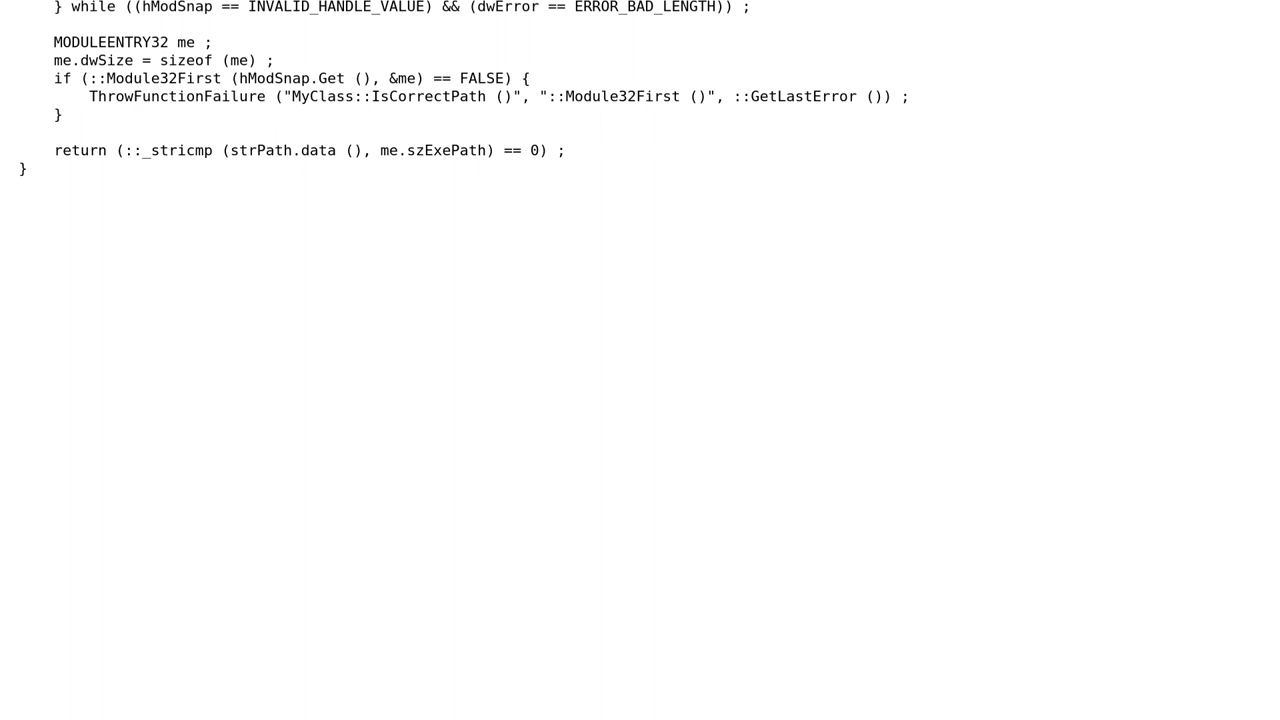 } while ((hModSnap == INVALID_HANDLE_VALUE) && (dwError == ERROR_BAD_LENGTH)) ;
MODULEENTRY32 me ;
me.dwSize = sizeof (me) ;
if (::Module32First (hModSnap.Get (), &me) == FALSE) {
ThrowFunctionFailure ("MyClass::IsCorrectPath ()", "::Module32First ()", ::GetLastError ()) ;
}
return (::_stricmp (strPath.data (), me.szExePath) == 0) ;
}